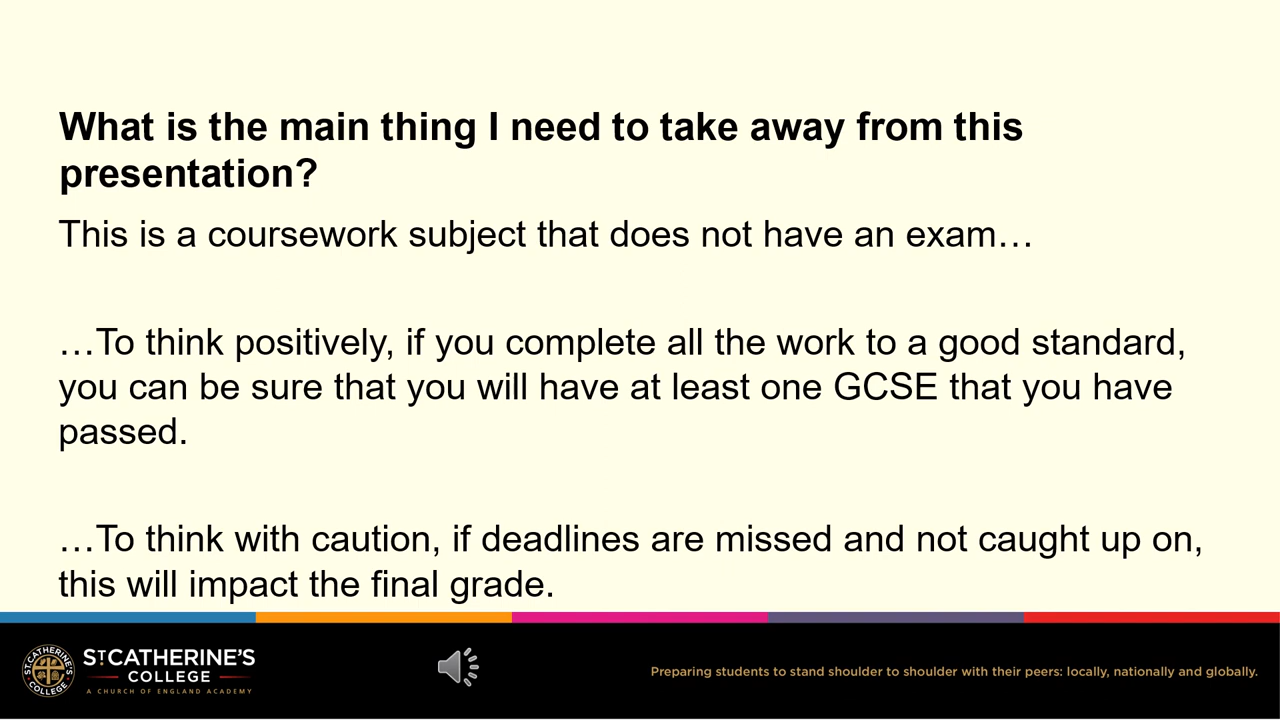 What is the main thing I need to take away from this
presentation?
This is a coursework subject that does not have an exam…
…To think positively, if you complete all the work to a good standard,
you can be sure that you will have at least one GCSE that you have
passed.
…To think with caution, if deadlines are missed and not caught up on,
this will impact the final grade.
ST.CATHERINE'S
COLLEGE
ST CATHERINE'S
COLLEGE
A CHURCH OF ENGLAND ACADEMY
Preparing students to stand shoulder to shoulder with their peers: locally, nationally and globally.